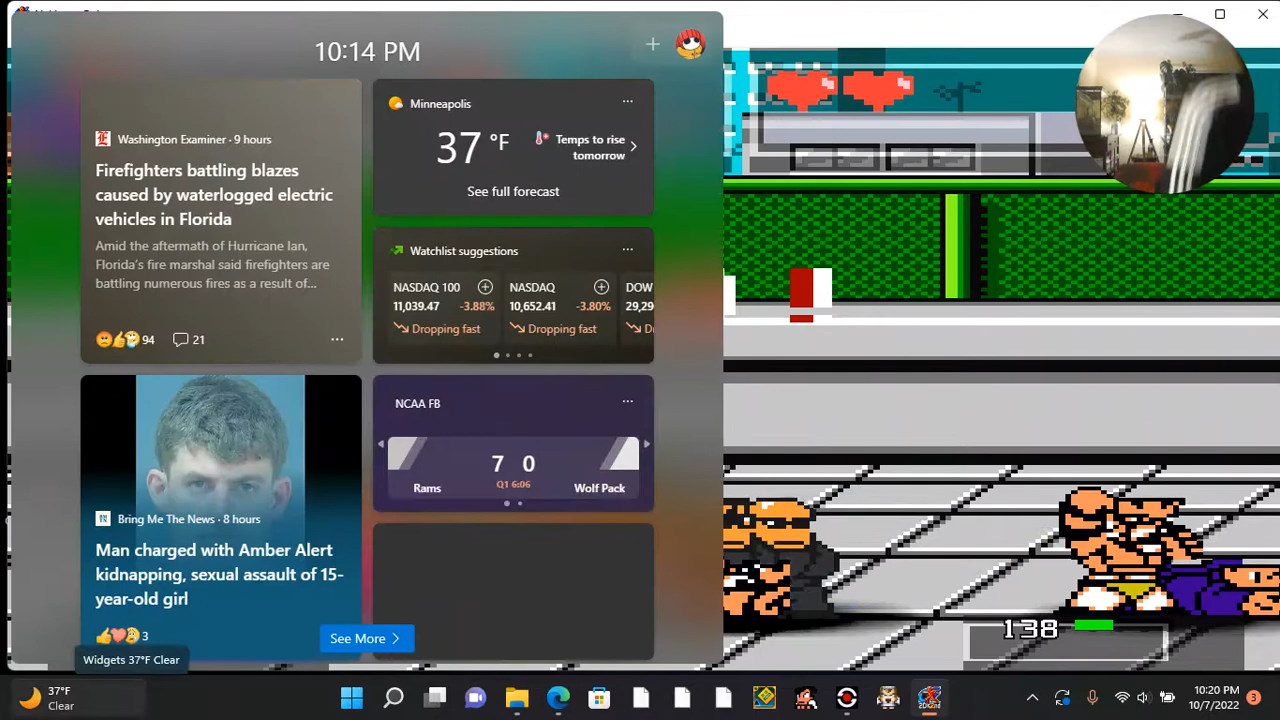 10:14 PM
Washington Examiner · 9 hours
Firefighters battling blazes
caused by waterlogged electric
vehicles in Florida
Amid the aftermath of Hurricane Ian,
Florida's fire marshal said firefighters are
battling numerous fires as a result of...
94
21
Minneapolis
37 °F
Temps to rise
tomorrow
See full forecast
Watchlist suggestions
NASDAQ 100
11,039.47 -3.88%
Dropping fast
NASDAQ
10,652.41 -3.80%
Dropping fast
DOW
29,29
Bring Me The News · 8 hours
Man charged with Amber Alert
kidnapping, sexual assault of 15-
year-old girl
3
NCAA FB
7 0
Q1 6:06
Rams
Wolf Pack
See More
Widgets 37°F Clear
138
37°F
Clear
10:20 PM
10/7/2022
3